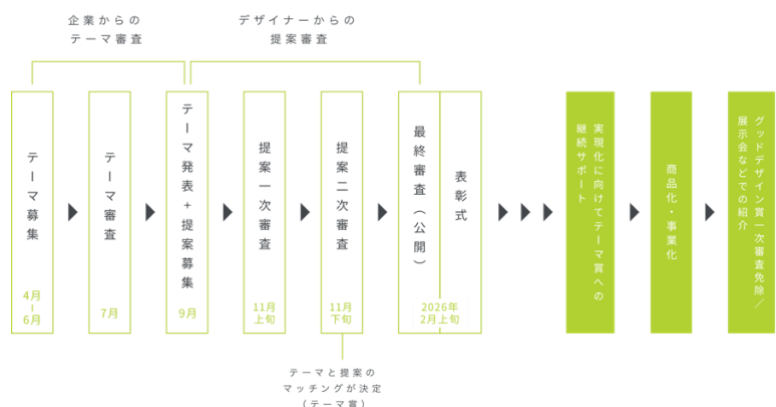 企業からの
テーマ審査
デザイナーからの
提案審査
テーマ募集
4月
–
6月
テーマ審査
7月
テーマ発表+提案募集
9月
提案一次審査
11月
上旬
提案二次審査
11月
下旬
最終審査(公開)
表彰式
2026年
2月上旬
実現化に向けてテーマ賞への
継続サポート
商品化・事業化
グッドデザイン賞一次審査免除/
展示会などでの紹介
テーマと提案の
マッチングが決定
(テーマ賞)